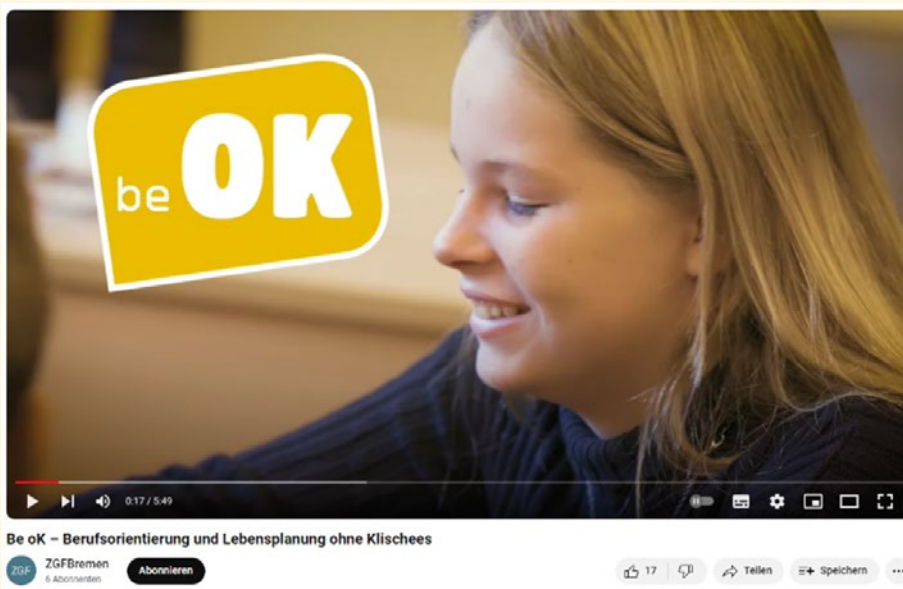 be OK
0:17 / 5:49
Be oK – Berufsorientierung und Lebensplanung ohne Klischees
ZGF
ZGFBremen
6 Abonnenten
Abonnieren
17
Teilen
Speichern